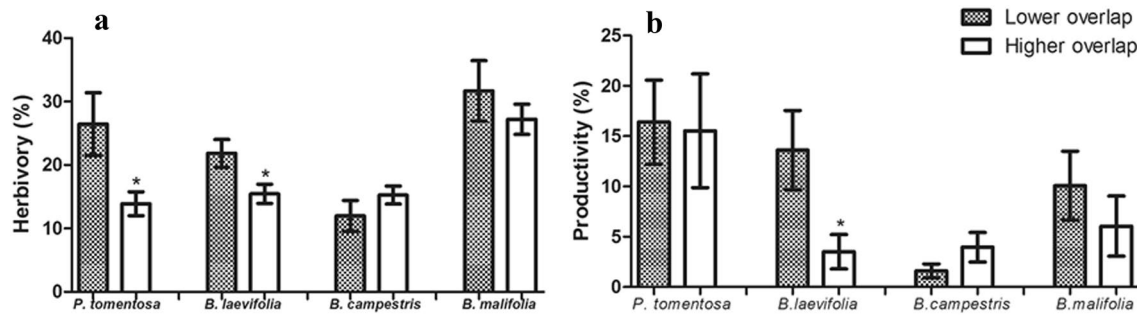 a
Herbivory (%)
40
30
20
10
0
*
*
P. tomentosa
B. laevifolia
B. campestris
B. malifolia
b
Productivity (%)
25
20
15
10
5
0
*
P. tomentosa
B.laevifolia
B.campestris
B.malifolia
Lower overlap
Higher overlap